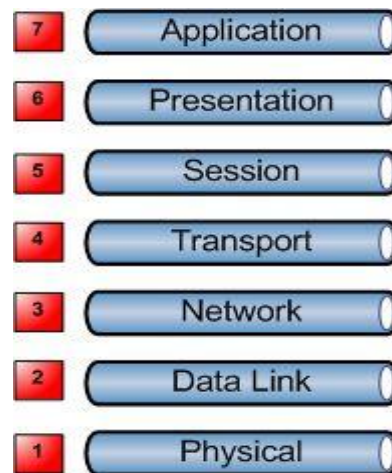 7 Application
6 Presentation
5 Session
4 Transport
3 Network
2 Data Link
1 Physical